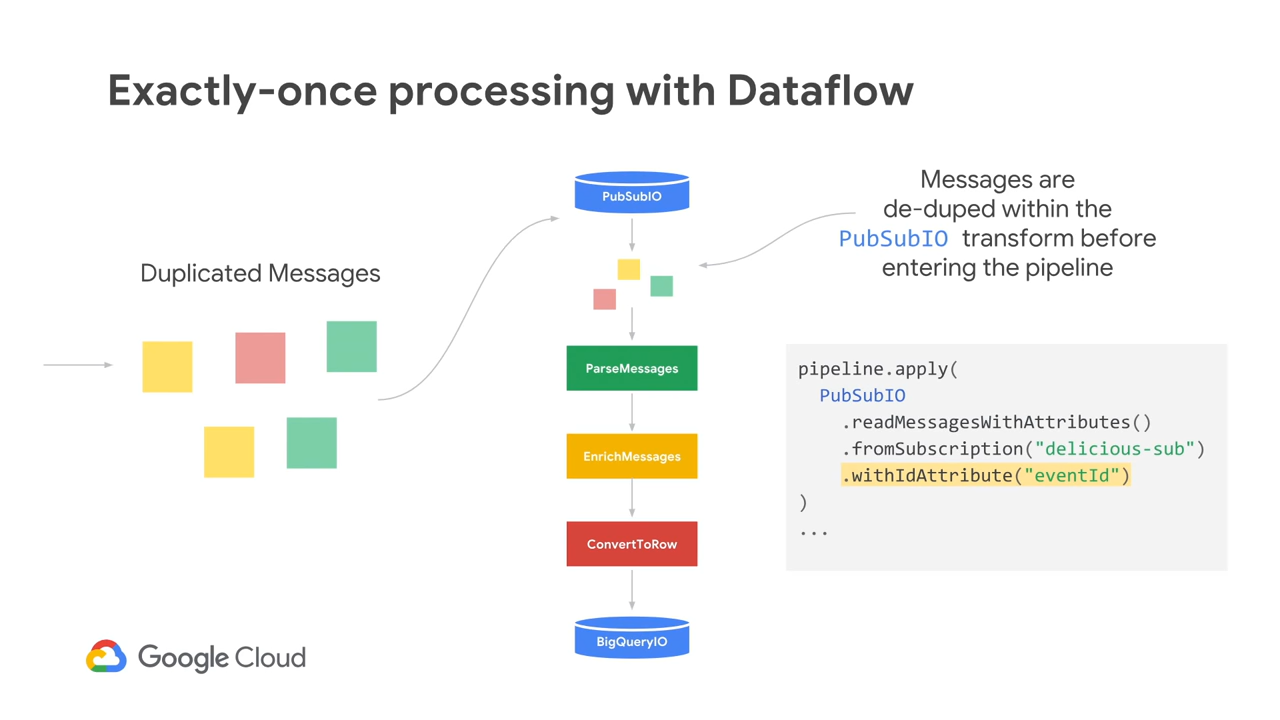 Exactly-once processing with Dataflow
Duplicated Messages
PubSubIO
Messages are
de-duped within the
PubSubIO transform before
entering the pipeline
ParseMessages
EnrichMessages
ConvertToRow
BigQueryIO
pipeline.apply(
PubSubIO
.readMessagesWithAttributes()
.fromSubscription("delicious-sub")
.withIdAttribute("eventId")
)
...
Google Cloud